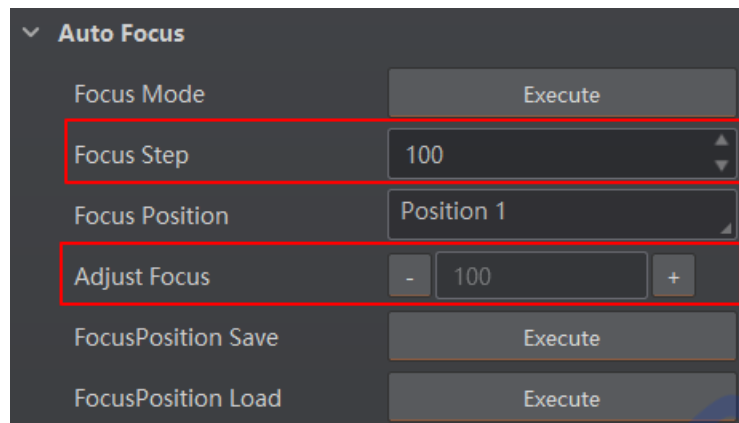 Auto Focus
Focus Mode Execute
Focus Step 100
Focus Position Position 1
Adjust Focus - 100 +
FocusPosition Save Execute
FocusPosition Load Execute